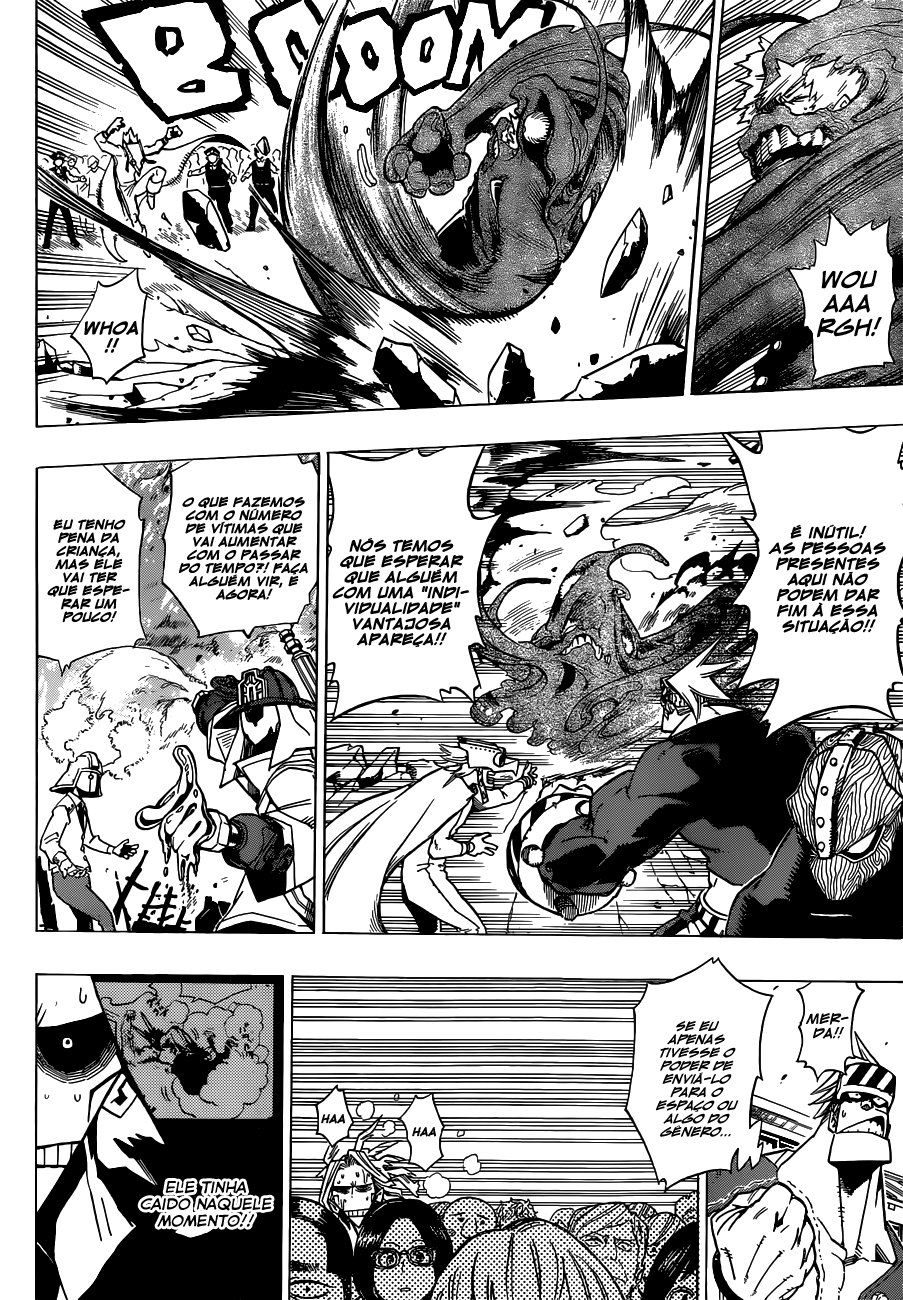 WOU
AAA
RGH!
BOOOM
WHOA
!!
É INÚTIL!
AS PESSOAS
PRESENTES
AQUI NÃO
PODEM DAR
FIM À ESSA
SITUAÇÃO!!
NÓS TEMOS
QUE ESPERAR
QUE ALGUÉM
COM UMA "INDI-
VIDUALIDADE"
VANTAJOSA
APAREÇA!!
O QUE FAZEMOS
COM O NÚMERO
DE VÍTIMAS QUE
VAI AUMENTAR
COM O PASSAR
DO TEMPO?! FAÇA
ALGUÉM VIR, E
AGORA!
EU TENHO
PENA DA
CRIANÇA,
MAS ELE
VAI TER
QUE ESPE-
RAR UM
POUCO!
MER-
DA!!
SE EU
APENAS
TIVESSE O
PODER DE
ENVIÁ-LO
PARA O
ESPAÇO OU
ALGO DO
GÊNERO...
HAA
HAA
ELE TINHA
CAIDO NAQUELE
MOMENTO?!